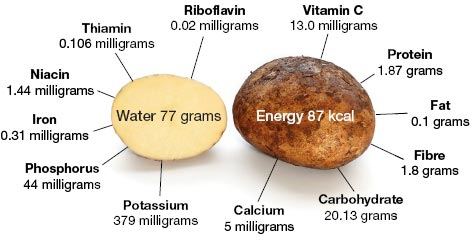 Riboflavin
0.02 milligrams
Vitamin C
13.0 milligrams
Thiamin
0.106 milligrams
Protein
1.87 grams
Niacin
1.44 milligrams
Fat
0.1 grams
Water 77 grams
Energy 87 kcal
Iron
0.31 milligrams
Fibre
1.8 grams
Phosphorus
44 milligrams
Potassium
379 milligrams
Calcium
5 milligrams
Carbohydrate
20.13 grams